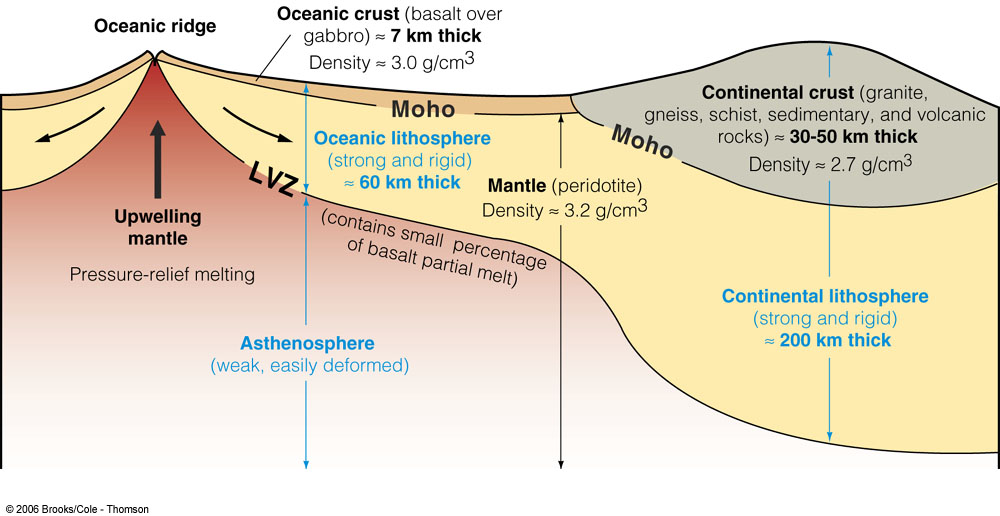 Oceanic ridge
Oceanic crust (basalt over
gabbro) ≈ 7 km thick
Density ≈ 3.0 g/cm³
Moho
Oceanic lithosphere
(strong and rigid)
≈ 60 km thick
LVZ
Moho
Continental crust (granite,
gneiss, schist, sedimentary, and volcanic
rocks) ≈ 30-50 km thick
Density ≈ 2.7 g/cm³
Mantle (peridotite)
Density ≈ 3.2 g/cm³
Upwelling
mantle
Pressure-relief melting
(contains small percentage
of basalt partial melt)
Asthenosphere
(weak, easily deformed)
Continental lithosphere
(strong and rigid)
≈ 200 km thick
© 2006 Brooks/Cole - Thomson